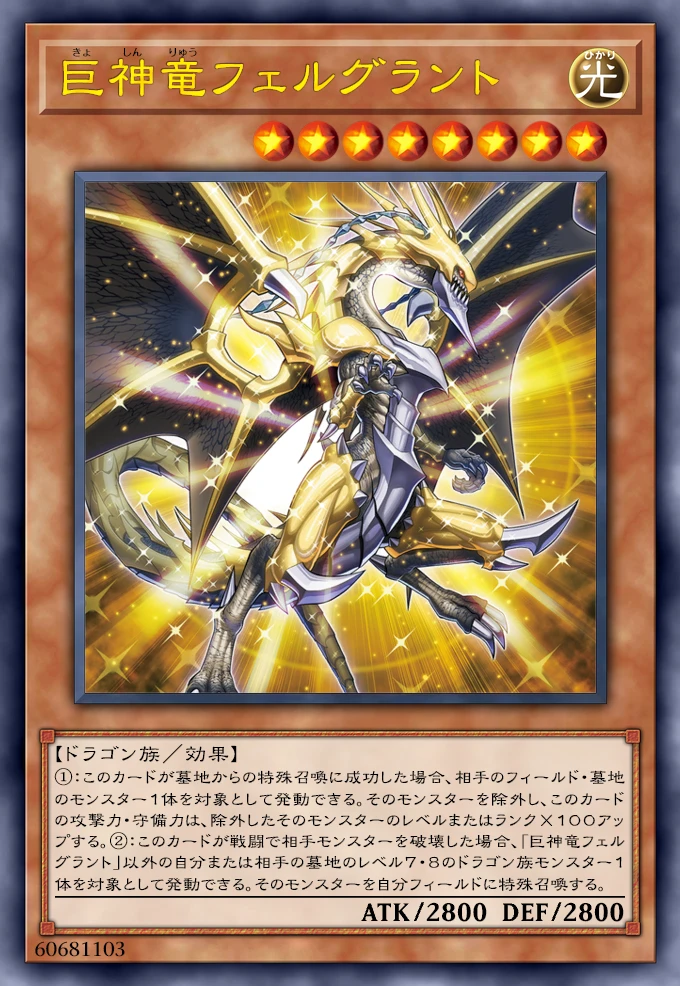 きょ しん りゅう
巨神竜フェルグラント
ひかり
光
【ドラゴン族／効果】
①：このカードが墓地からの特殊召喚に成功した場合、相手のフィールド・墓地
のモンスター１体を対象として発動できる。そのモンスターを除外し、このカード
の攻撃力・守備力は、除外したそのモンスターのレベルまたはランク×１００アッ
プする。②：このカードが戦闘で相手モンスターを破壊した場合、「巨神竜フェル
グラント」以外の自分または相手の墓地のレベル７・８のドラゴン族モンスター１
体を対象として発動できる。そのモンスターを自分フィールドに特殊召喚する。
ATK/2800 DEF/2800
60681103